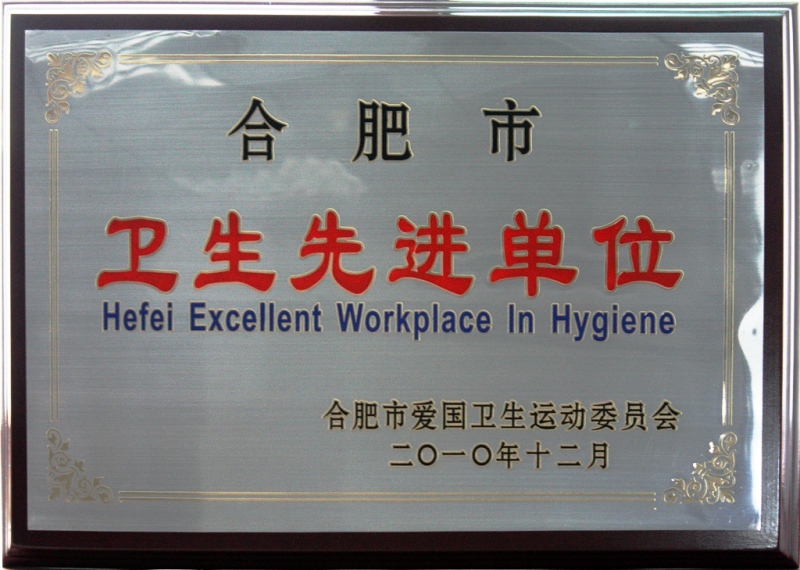 合肥市
卫生先进单位
Hefei Excellent Workplace In Hygiene
合肥市爱国卫生运动委员会
二〇一〇年十二月